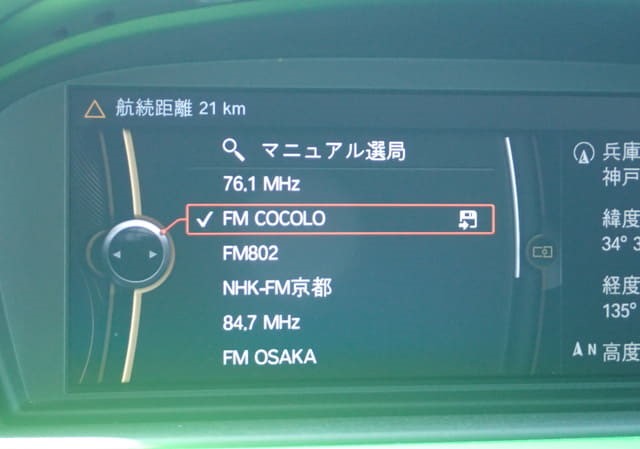 航続距離 21 km
マニュアル選局
76.1 MHz
FM COCOLO
FM802
NHK-FM京都
84.7 MHz
FM OSAKA
兵庫
神戸
緯度
34° 3
経度
135°
N 高度